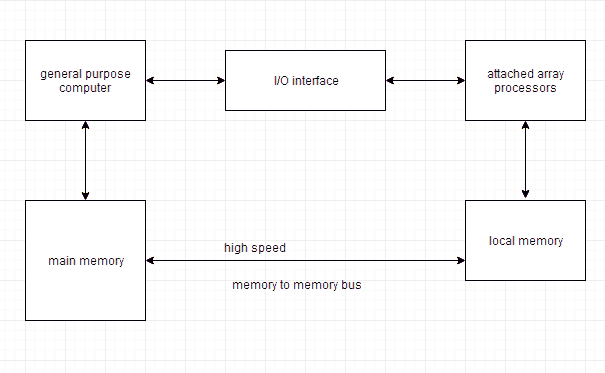 general purpose
computer
I/O interface
attached array
processors
main memory
high speed
memory to memory bus
local memory